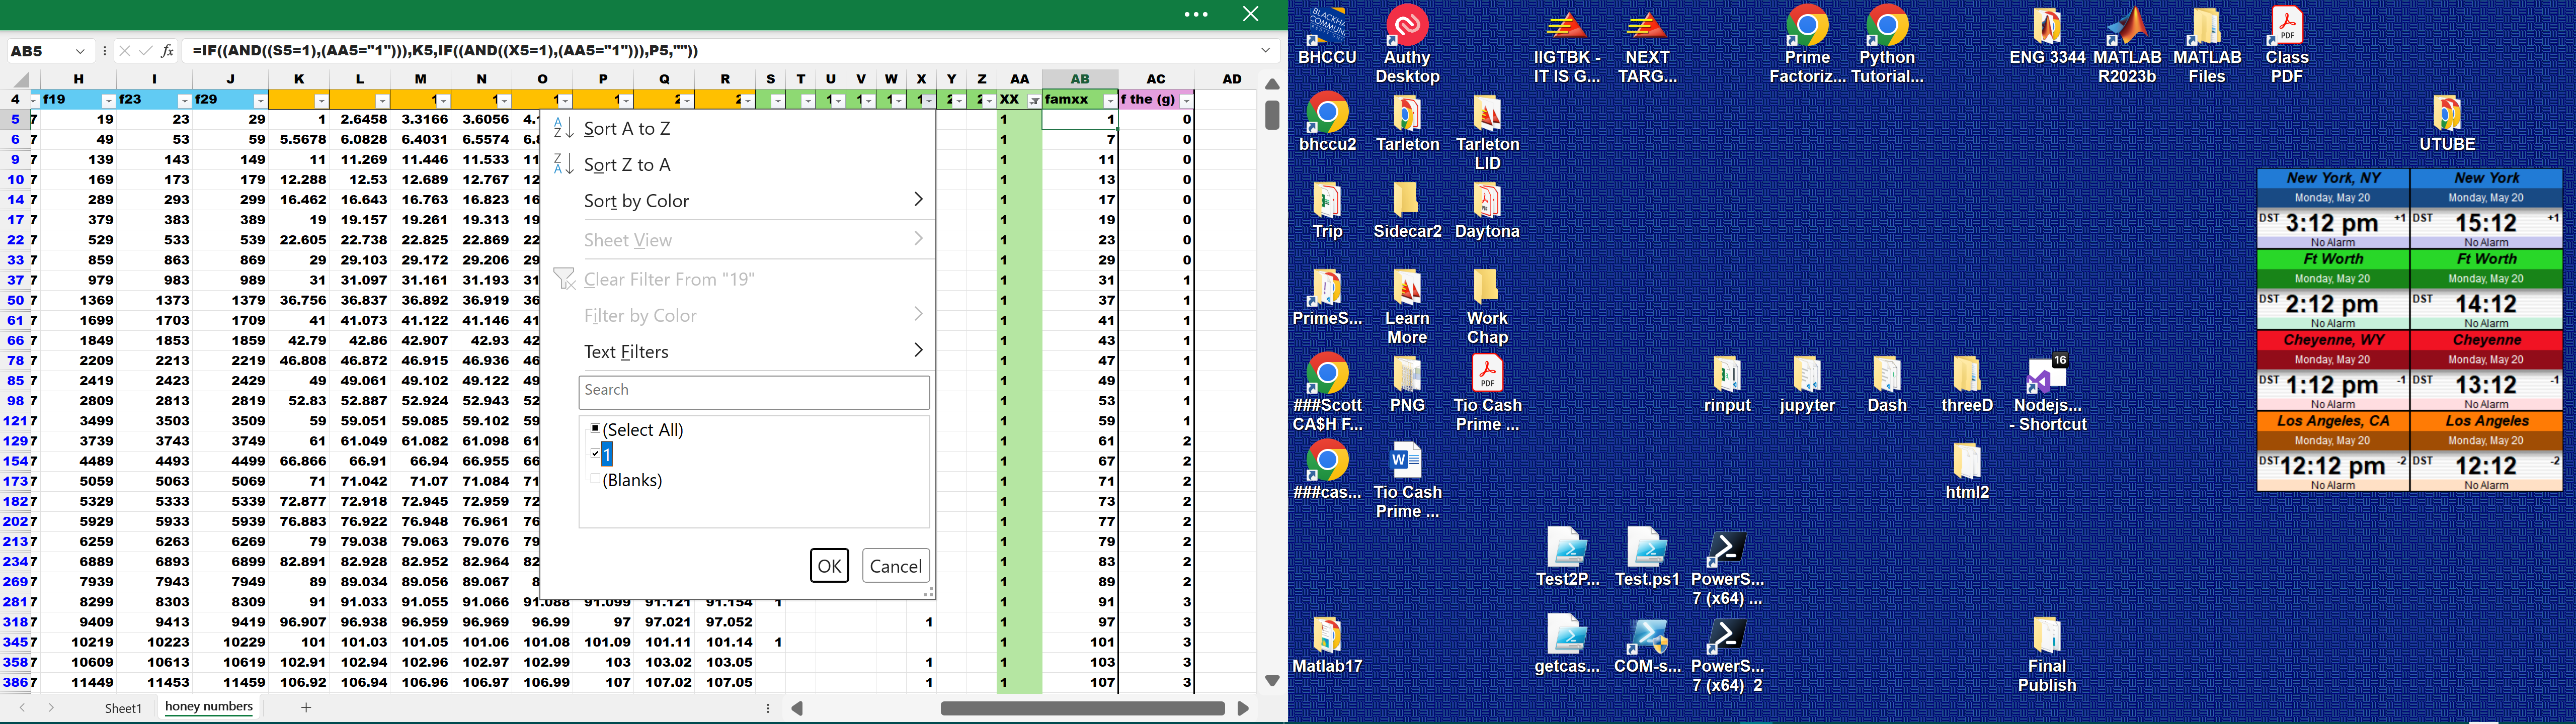 AB5 fx =IF((AND((S5=1),(AA5="1"))),K5,IF((AND((X5=1),(AA5="1"))),P5,""))
H I J K L M N O P Q R S T U V W X Y Z AA AB AC AD
4 f19 f23 f29 1 1 1 1 2 2 1 1 1 1 2 2 XX famxx f the (g)
5 7 19 23 29 1 2.6458 3.3166 3.6056 1 1 0
6 7 49 53 59 5.5678 6.0828 6.4031 6.5574 1 7 0
9 7 139 143 149 11 11.269 11.446 11.533 11 1 11 0
10 7 169 173 179 12.288 12.53 12.689 12.767 12 1 13 0
14 7 289 293 299 16.462 16.643 16.763 16.823 16 1 17 0
17 7 379 383 389 19 19.157 19.261 19.313 19 1 19 0
22 7 529 533 539 22.605 22.738 22.825 22.869 22 1 23 0
33 7 859 863 869 29 29.103 29.172 29.206 29 1 29 0
37 7 979 983 989 31 31.097 31.161 31.193 31 1 31 1
50 7 1369 1373 1379 36.756 36.837 36.892 36.919 36 1 37 1
61 7 1699 1703 1709 41 41.073 41.122 41.146 41 1 41 1
66 7 1849 1853 1859 42.79 42.86 42.907 42.93 42 1 43 1
78 7 2209 2213 2219 46.808 46.872 46.915 46.936 46 1 47 1
85 7 2419 2423 2429 49 49.061 49.102 49.122 49 1 49 1
98 7 2809 2813 2819 52.83 52.887 52.924 52.943 52 1 53 1
121 7 3499 3503 3509 59 59.051 59.085 59.102 59 1 59 1
129 7 3739 3743 3749 61 61.049 61.082 61.098 61 1 61 2
154 7 4489 4493 4499 66.866 66.91 66.94 66.955 66 1 67 2
173 7 5059 5063 5069 71 71.042 71.07 71.084 71 1 71 2
182 7 5329 5333 5339 72.877 72.918 72.945 72.959 72 1 73 2
202 7 5929 5933 5939 76.883 76.922 76.948 76.961 76 1 77 2
213 7 6259 6263 6269 79 79.038 79.063 79.076 79 1 79 2
234 7 6889 6893 6899 82.891 82.928 82.952 82.964 82 1 83 2
269 7 7939 7943 7949 89 89.034 89.056 89.067 8 1 89 2
281 7 8299 8303 8309 91 91.033 91.055 91.066 91.088 91.099 91.121 91.154 1 1 91 3
318 7 9409 9413 9419 96.907 96.938 96.959 96.969 96.99 97 97.021 97.052 1 1 97 3
345 7 10219 10223 10229 101 101.03 101.05 101.06 101.08 101.09 101.11 101.14 1 1 101 3
358 7 10609 10613 10619 102.91 102.94 102.96 102.97 102.99 103 103.02 103.05 1 1 103 3
386 7 11449 11453 11459 106.92 106.94 106.96 106.97 106.99 107 107.02 107.05 1 1 107 3
Sort A to Z
Sort Z to A
Sort by Color
Sheet View
Clear Filter From "19"
Filter by Color
Text Filters
Search
(Select All)
1
(Blanks)
OK Cancel
Sheet1 honey numbers
BHCCU
Authy Desktop
IIGTBK - IT IS G...
NEXT TARG...
Prime Factoriz...
Python Tutorial...
ENG 3344
MATLAB R2023b
MATLAB Files
Class PDF
bhccu2
Tarleton
Tarleton LID
UTUBE
Trip
Sidecar2
Daytona
PrimeS...
Learn More
Work Chap
###Scott CA$H F...
PNG
Tio Cash Prime ...
rinput
jupyter
Dash
threeD
16
Nodejs... - Shortcut
###cas...
Tio Cash Prime ...
html2
Test2P...
Test.ps1
PowerS... 7 (x64) ...
Matlab17
getcas...
COM-s...
PowerS... 7 (x64) 2
Final Publish
New York, NY New York
Monday, May 20 Monday, May 20
DST 3:12 pm +1 DST 15:12 +1
No Alarm No Alarm
Ft Worth Ft Worth
Monday, May 20 Monday, May 20
DST 2:12 pm DST 14:12
No Alarm No Alarm
Cheyenne, WY Cheyenne
Monday, May 20 Monday, May 20
DST 1:12 pm -1 DST 13:12 -1
No Alarm No Alarm
Los Angeles, CA Los Angeles
Monday, May 20 Monday, May 20
DST 12:12 pm -2 DST 12:12 -2
No Alarm No Alarm